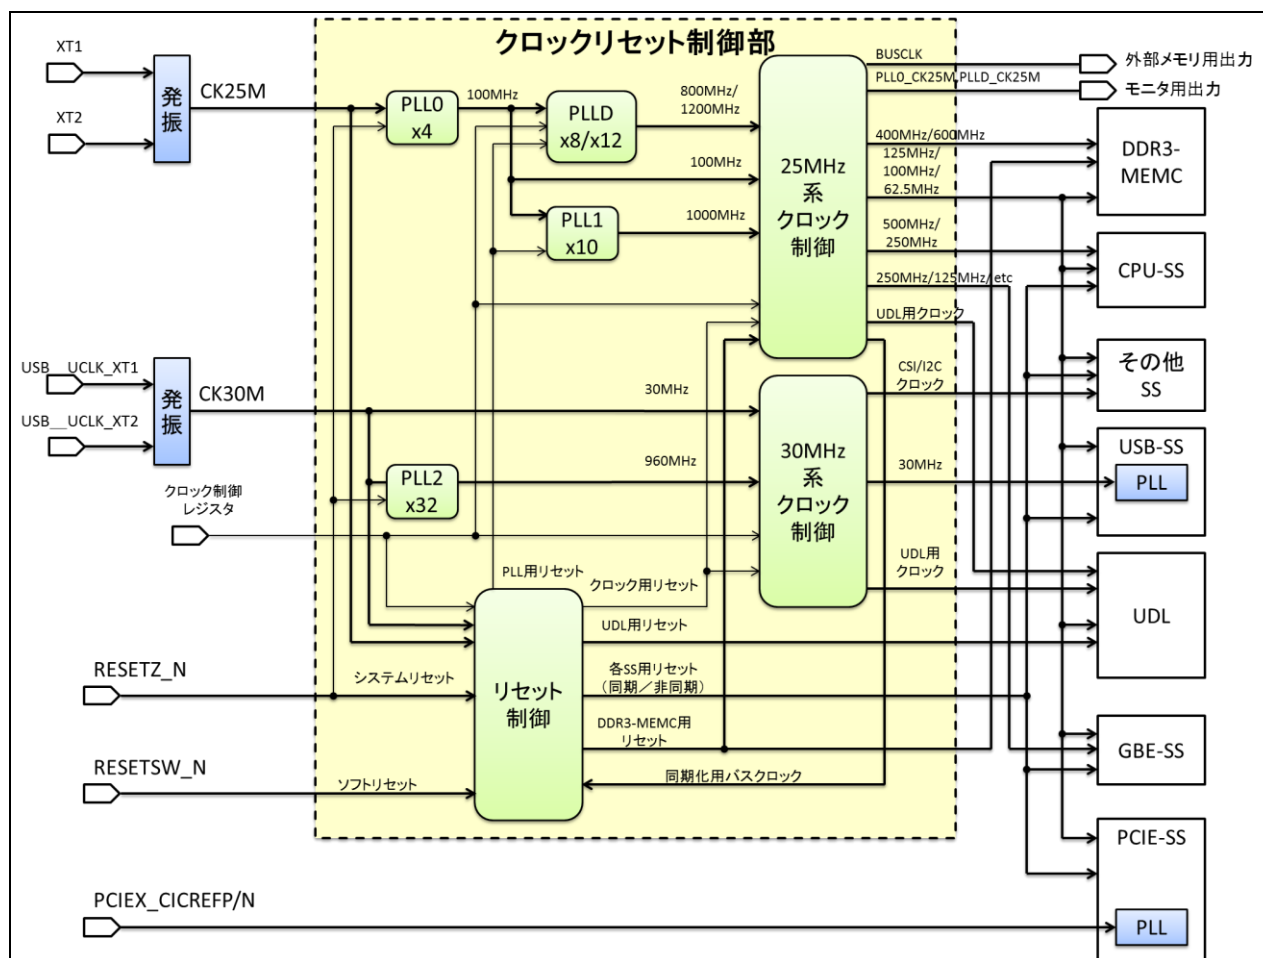 クロックリセット制御部
XT1
XT2
発振
CK25M
PLL0
x4
100MHz
PLLD
x8/x12
800MHz/
1200MHz
100MHz
PLL1
x10
1000MHz
25MHz
系
クロック
制御
BUSCLK
PLL0_CK25M,PLLD_CK25M
外部メモリ用出力
モニタ用出力
400MHz/600MHz
125MHz/
100MHz/
62.5MHz
500MHz/
250MHz
250MHz/125MHz/etc
UDL用クロック
DDR3-
MEMC
CPU-SS
USB__UCLK_XT1
USB__UCLK_XT2
発振
CK30M
30MHz
PLL2
x32
960MHz
30MHz
系
クロック
制御
CSI/I2C
クロック
30MHz
UDL用
クロック
その他
SS
USB-SS
PLL
UDL
クロック制御
レジスタ
PLL用リセット
クロック用リセット
UDL用リセット
RESETZ_N
システムリセット
リセット
制御
各SS用リセット
（同期／非同期）
DDR3-MEMC用
リセット
同期化用バスクロック
RESETSW_N
ソフトリセット
GBE-SS
PCIE-SS
PLL
PCIEX_CICREFP/N